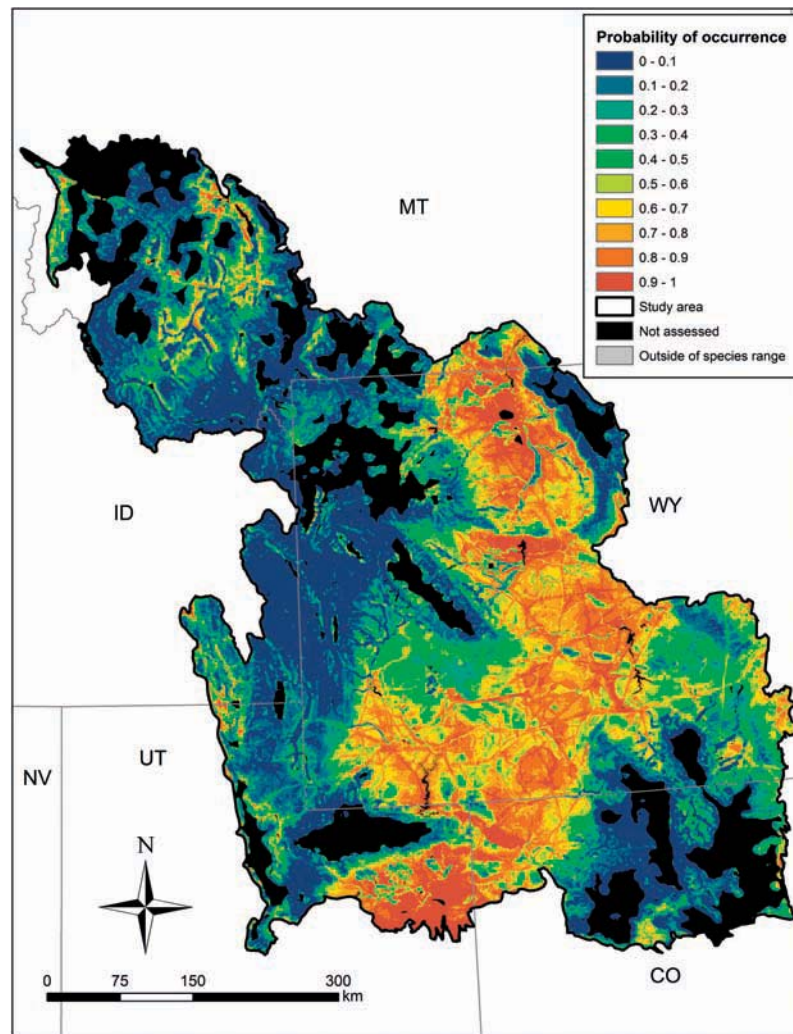 Probability of occurrence
0 - 0.1
0.1 - 0.2
0.2 - 0.3
0.3 - 0.4
0.4 - 0.5
0.5 - 0.6
0.6 - 0.7
0.7 - 0.8
0.8 - 0.9
0.9 - 1
Study area
Not assessed
Outside of species range
MT
ID
WY
NV
UT
N
CO
0 75 150 300
km